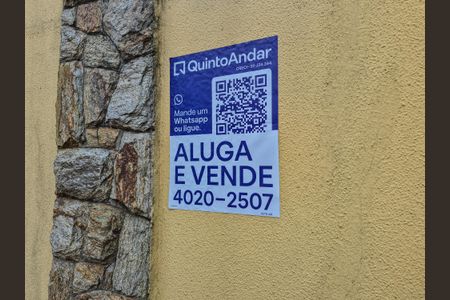 QuintoAndar
Mande um
Whatsapp
ou ligue.
ALUGA
E VENDE
4020-2507